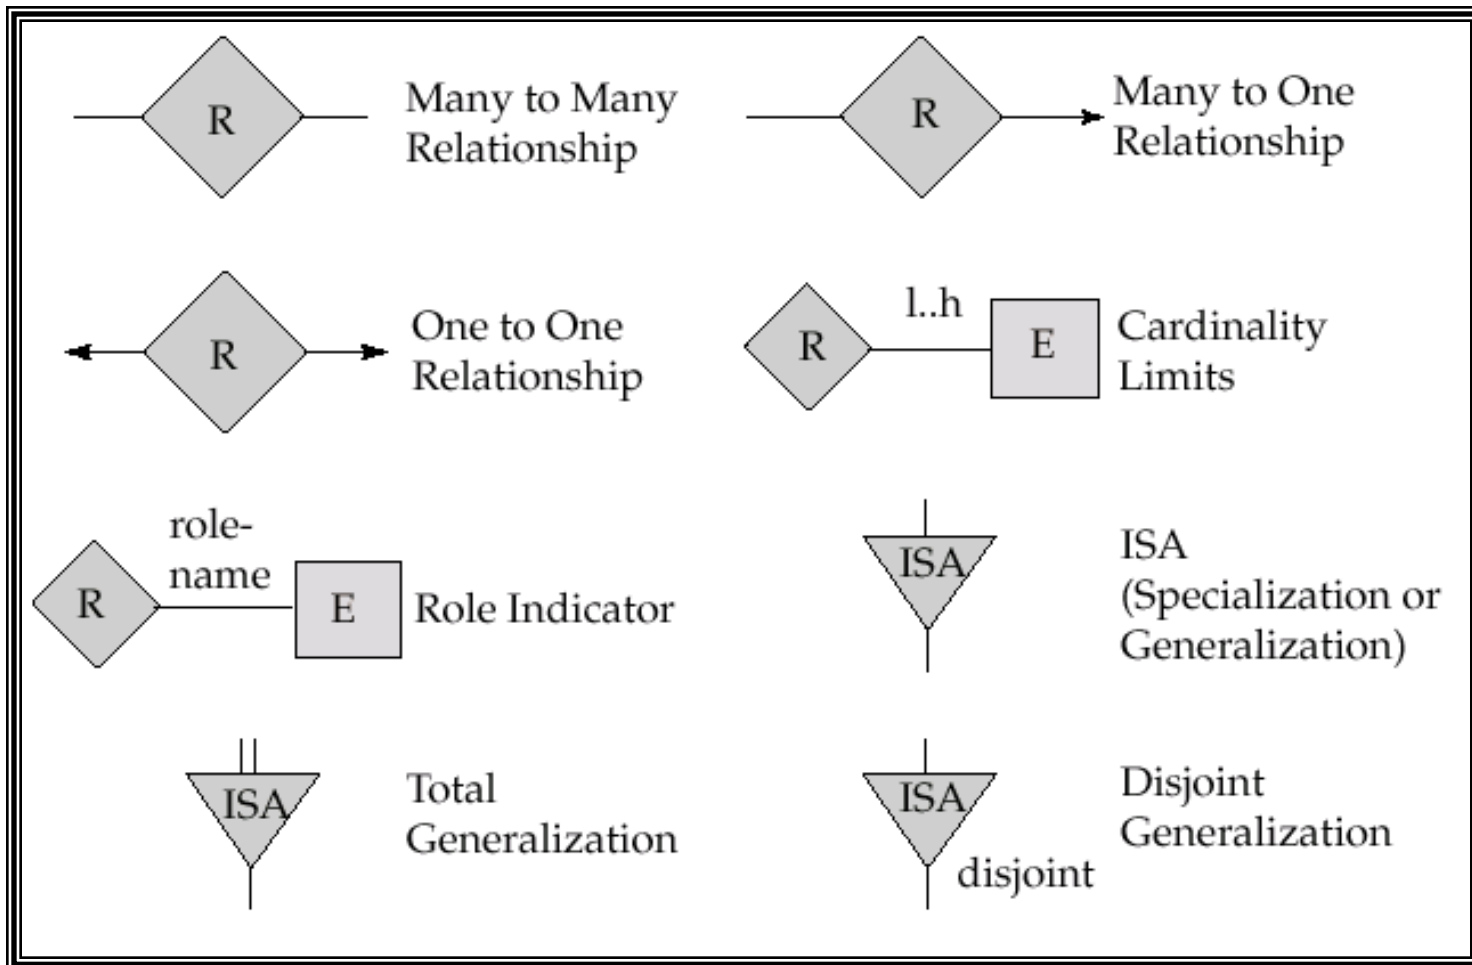 R
Many to Many
Relationship
R
Many to One
Relationship
R
One to One
Relationship
R
l..h
E
Cardinality
Limits
R
role-
name
E
Role Indicator
ISA
ISA
(Specialization or
Generalization)
ISA
Total
Generalization
ISA
disjoint
Disjoint
Generalization